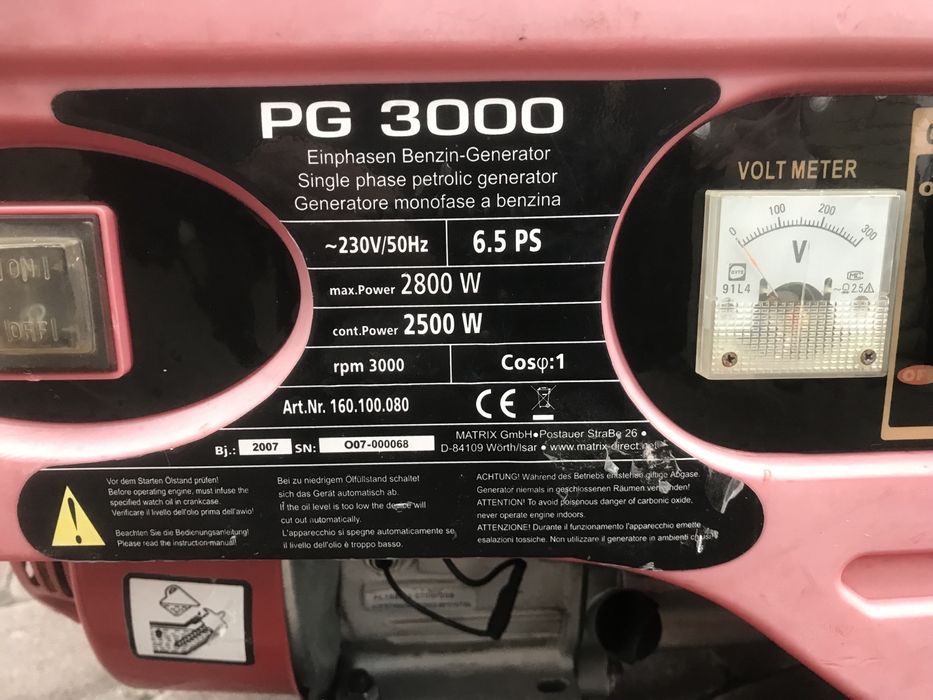 PG 3000
Einphasen Benzin-Generator
Single phase petrolic generator
Generatore monofase a benzina
~230V/50Hz 6.5 PS
max.Power 2800 W
cont.Power 2500 W
rpm 3000 Cosφ:1
Art.Nr. 160.100.080 CE
Bj.: 2007 SN: O07-000068
MATRIX GmbH●Postauer StraBe 26 ●
D-84109 Wörth/Isar ● www.matrix-direct.net
Vor dem Starten Ölstand prüfen!
Before operating engine, must infuse the
specified watch oil in crankcase.
Verificare il livello dell'olio prima dell'avio!
Beachten Sie die Bedienungsanleitung!
Please read the instruction-manual!
Bei zu niedrigem Ölfüllstand schaltet
sich das Gerät automatisch ab.
If the oil level is too low the device will
cut out automatically.
L'apparecchio si spegne automaticamente se
il livello dell'olio è troppo basso.
ACHTUNG! Während des Betriebs entstehen giftige Abgase.
Generator niemals in geschlossenen Räumen verwenden!
ATTENTION! To avoid poisonous danger of carbonic oxide,
never operate engine indoors.
ATTENZIONE! Durante il funzionamento l'apparecchio emette
esalazioni tossiche. Non utilizzare il generatore in ambienti chiusi!
VOLT METER
0 100 200 300
V
91L4
2.5
ON
OFF